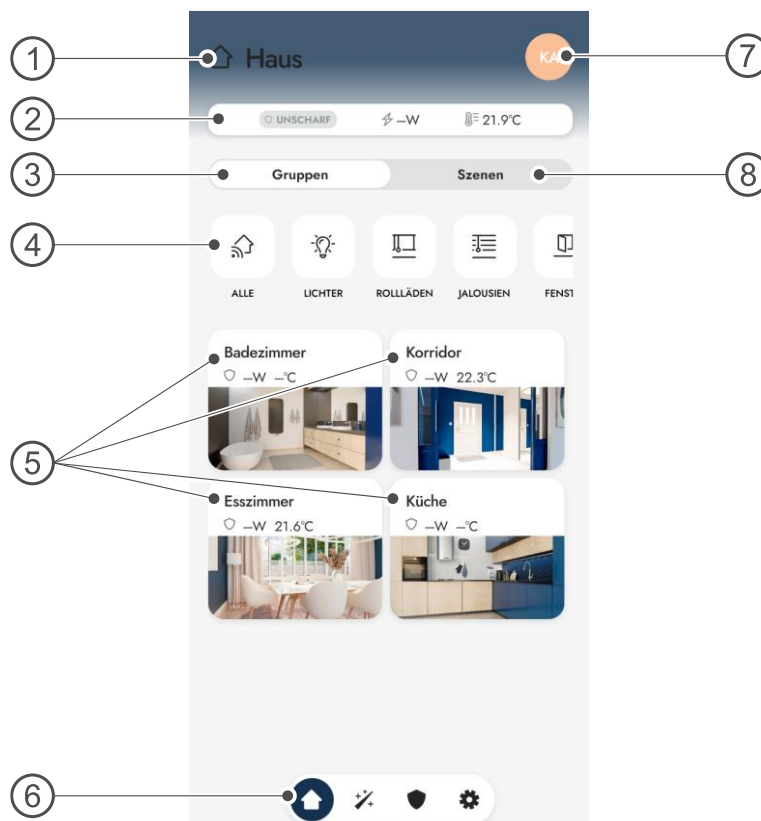 1
Haus
KA
7
2
UNSCHARF
–W
21.9°C
3
Gruppen
Szenen
8
4
ALLE
LICHTER
ROLLLÄDEN
JALOUSIEN
FENST
Badezimmer
–W –°C
Korridor
–W 22.3°C
5
Esszimmer
–W 21.6°C
Küche
–W –°C
6